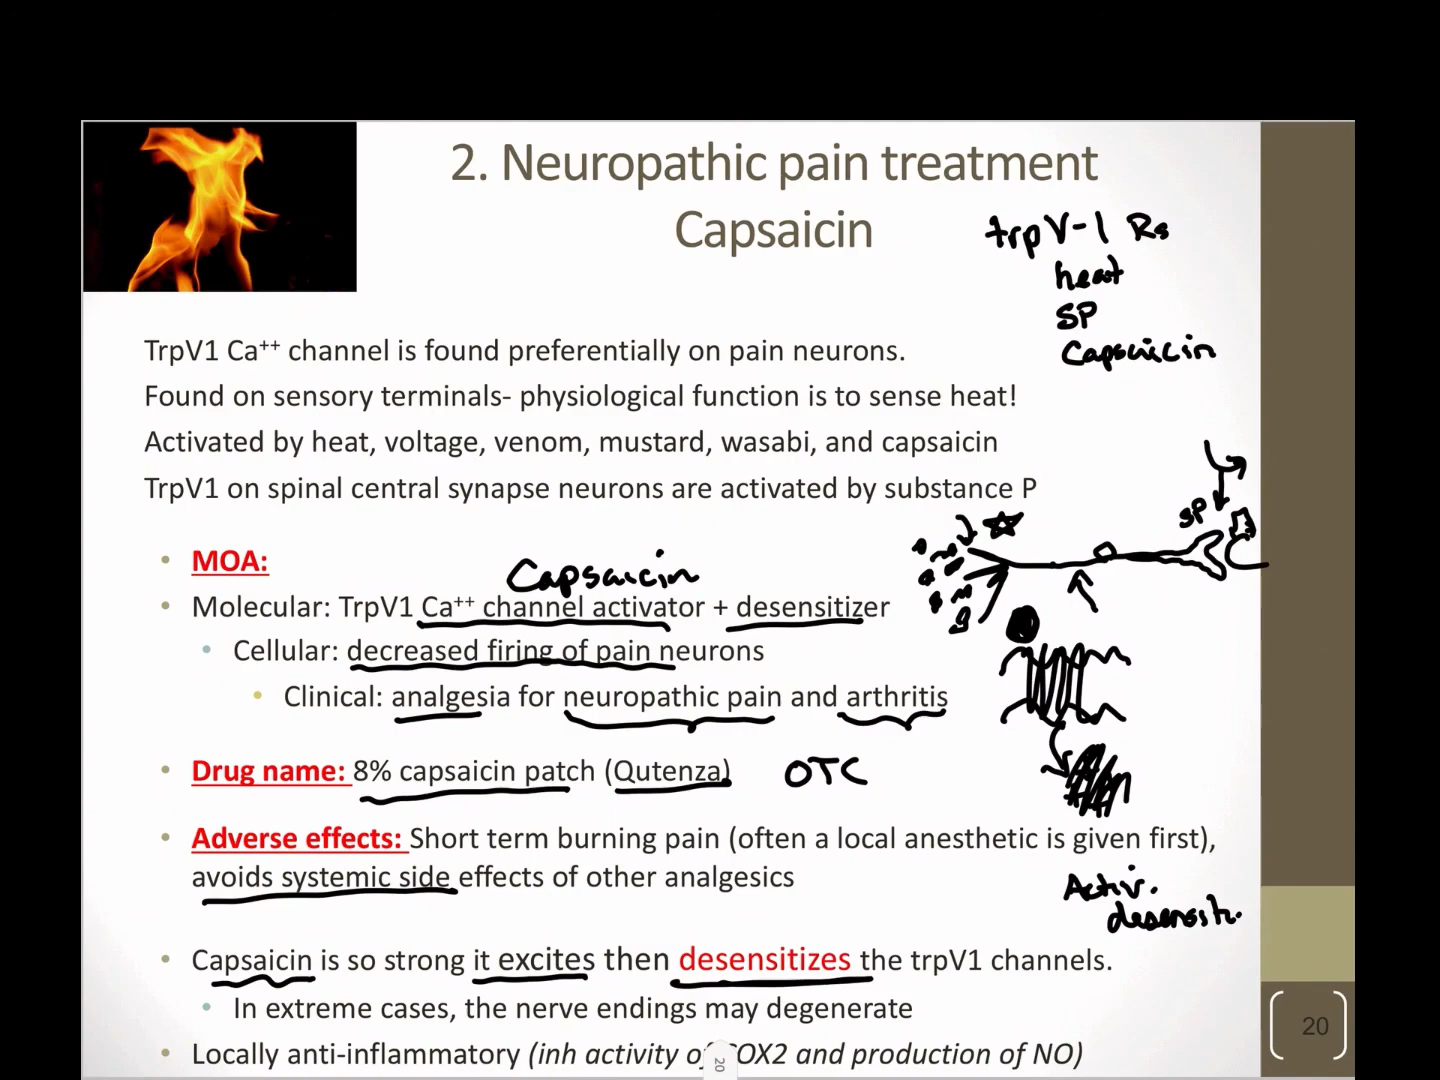 2. Neuropathic pain treatment
Capsaicin
trpV-1 Rs
heat
SP
Capsaicin
TrpV1 Ca⁺⁺ channel is found preferentially on pain neurons.
Found on sensory terminals- physiological function is to sense heat!
Activated by heat, voltage, venom, mustard, wasabi, and capsaicin
TrpV1 on spinal central synapse neurons are activated by substance P
SP
• MOA:
Capsaicin
• Molecular: TrpV1 Ca⁺⁺ channel activator + desensitizer
• Cellular: decreased firing of pain neurons
• Clinical: analgesia for neuropathic pain and arthritis
• Drug name: 8% capsaicin patch (Qutenza) OTC
• Adverse effects: Short term burning pain (often a local anesthetic is given first),
avoids systemic side effects of other analgesics
Activ.
desensitz.
• Capsaicin is so strong it excites then desensitizes the trpV1 channels.
• In extreme cases, the nerve endings may degenerate
20
• Locally anti-inflammatory (inh activity of COX2 and production of NO)
20